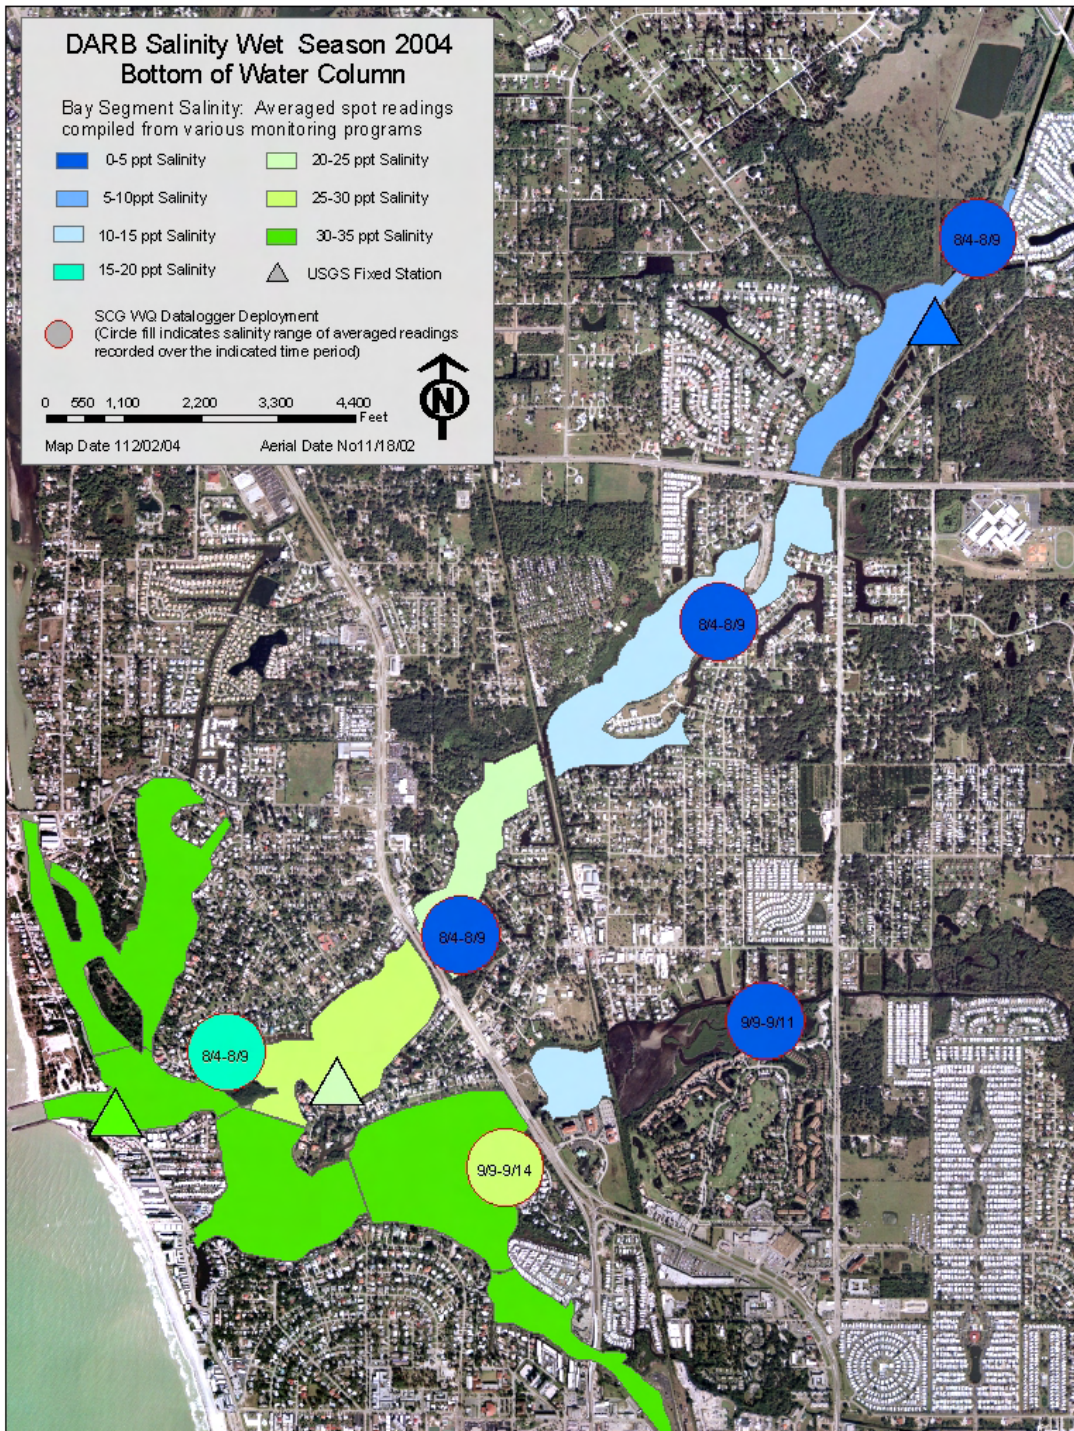 DARB Salinity Wet Season 2004
Bottom of Water Column
Bay Segment Salinity: Averaged spot readings
compiled from various monitoring programs
0-5 ppt Salinity
20-25 ppt Salinity
5-10ppt Salinity
25-30 ppt Salinity
10-15 ppt Salinity
30-35 ppt Salinity
15-20 ppt Salinity
USGS Fixed Station
SCG WQ Datalogger Deployment
(Circle fill indicates salinity range of averaged readings
recorded over the indicated time period)
N
0 550 1,100 2,200 3,300 4,400
Feet
Map Date 112/02/04 Aerial Date No11/18/02
8/4-8/9
8/4-8/9
8/4-8/9
9/9-9/11
8/4-8/9
9/9-9/14